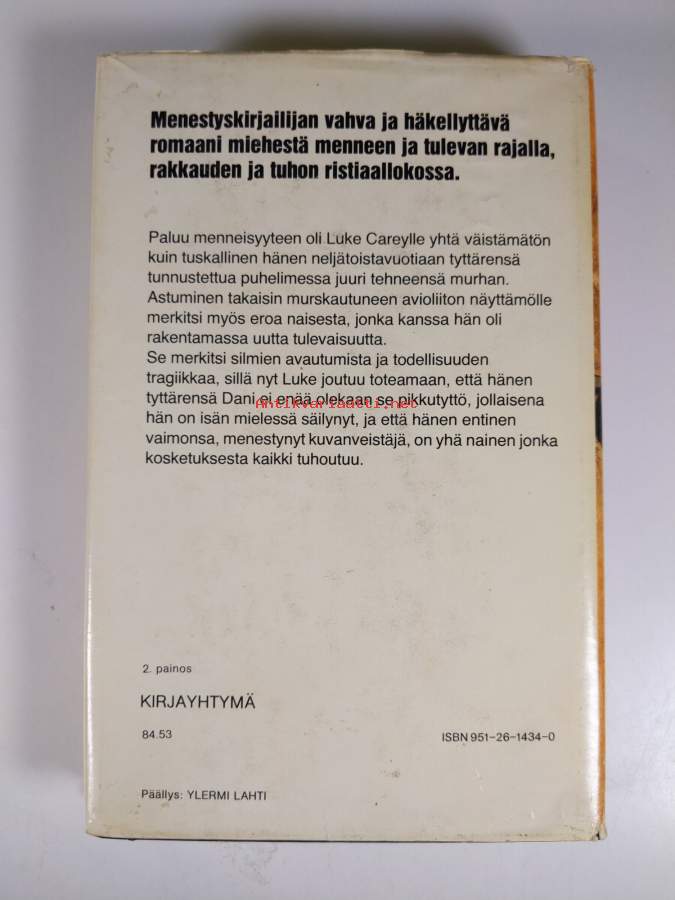 Menestyskirjailijan vahva ja häkellyttävä
romaani miehestä menneen ja tulevan rajalla,
rakkauden ja tuhon ristiaallokossa.
Paluu menneisyyteen oli Luke Careylle yhtä väistämätön
kuin tuskallinen hänen neljätoistavuotiaan tyttärensä
tunnustettua puhelimessa juuri tehneensä murhan.
Astuminen takaisin murskautuneen avioliiton näyttämölle
merkitsi myös eroa naisesta, jonka kanssa hän oli
rakentamassa uutta tulevaisuutta.
Se merkitsi silmien avautumista ja todellisuuden
tragiikkaa, sillä nyt Luke joutuu toteamaan, että hänen
tyttärensä Dani ei enää olekaan se pikkutyttö, jollaisena
Antikvariaatti.net
hän on isän mielessä säilynyt, ja että hänen entinen
vaimonsa, menestynyt kuvanveistäjä, on yhä nainen jonka
kosketuksesta kaikki tuhoutuu.
2. painos
KIRJAYHTYMÄ
84.53
ISBN 951-26-1434-0
Päällys: YLERMI LAHTI